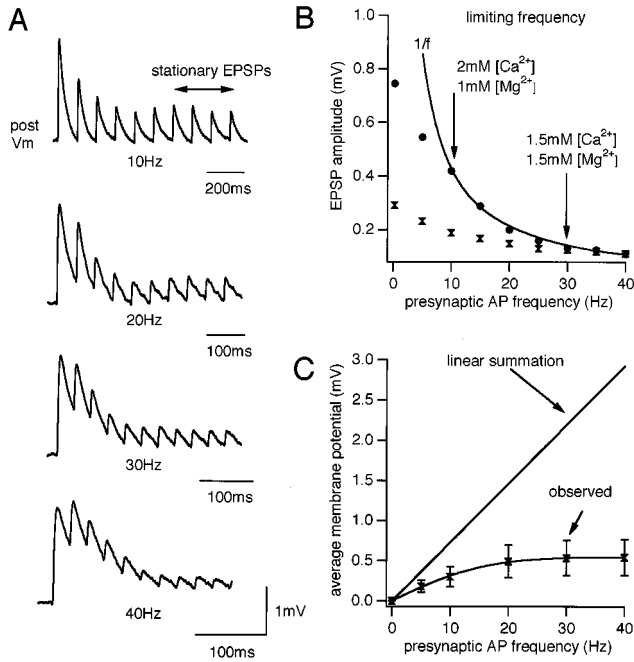 A
post
Vm
stationary EPSPs
10Hz
200ms
20Hz
100ms
30Hz
100ms
40Hz
100ms
1mV
B
limiting frequency
1/f
2mM [Ca2+]
1mM [Mg2+]
1.5mM [Ca2+]
1.5mM [Mg2+]
EPSP amplitude (mV)
1.0
0.8
0.6
0.4
0.2
0 10 20 30 40
presynaptic AP frequency (Hz)
C
linear summation
observed
average membrane potential (mV)
3.0
2.5
2.0
1.5
1.0
0.5
0.0
0 10 20 30 40
presynaptic AP frequency (Hz)